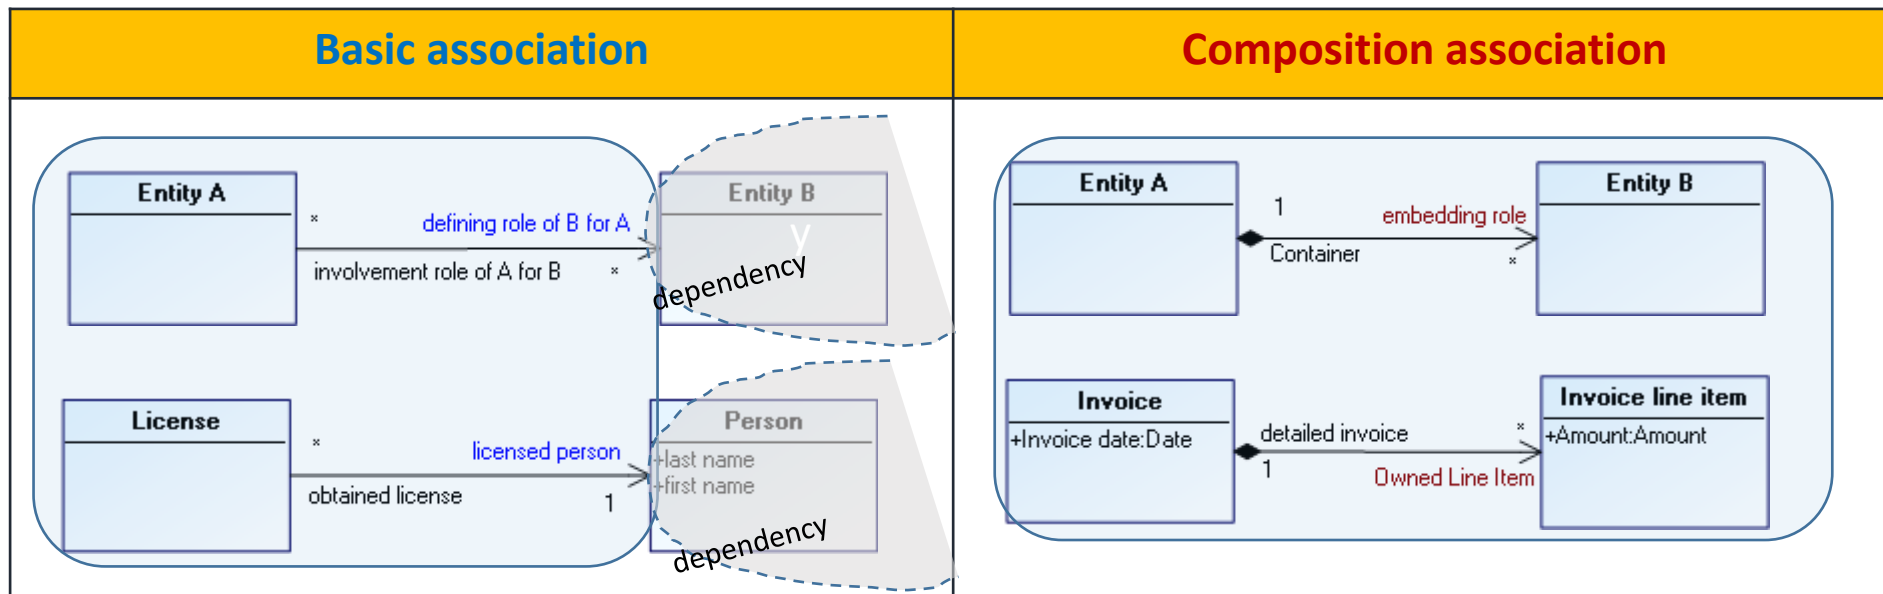 Basic association
Composition association
Entity A
*
defining role of B for A
involvement role of A for B
*
Entity B
y
dependency
License
*
licensed person
obtained license
1
Person
+last name
+first name
dependency
Entity A
1
embedding role
Container
*
Entity B
Invoice
+Invoice date:Date
detailed invoice
*
1
Owned Line Item
Invoice line item
+Amount:Amount